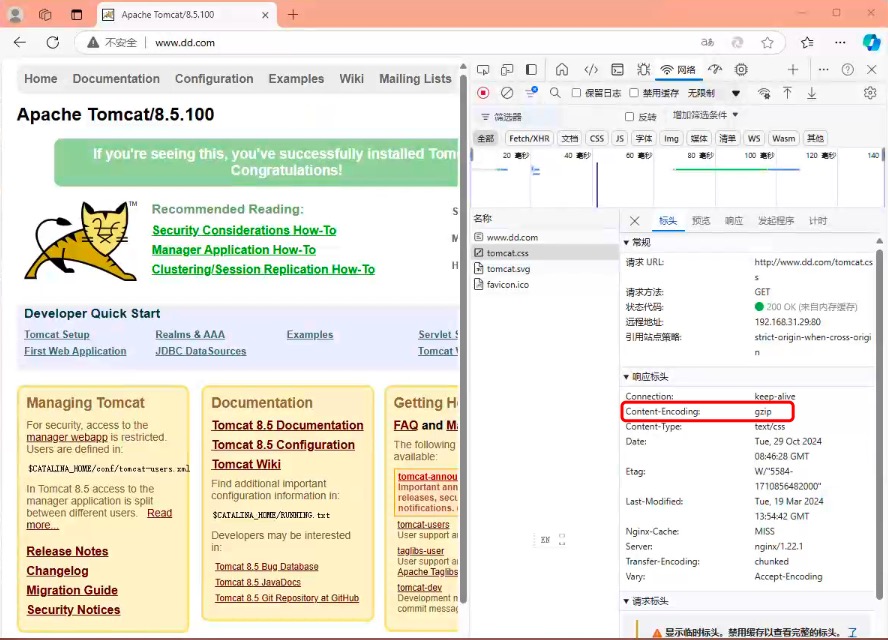 Apache Tomcat/8.5.100
不安全
www.dd.com
Home Documentation Configuration Examples Wiki Mailing Lists
Apache Tomcat/8.5.100
If you're seeing this, you've successfully installed Tom
Congratulations!
Recommended Reading:
Security Considerations How-To
Manager Application How-To
Clustering/Session Replication How-To
S
M
H
Developer Quick Start
Tomcat Setup Realms & AAA Examples Servlet S
First Web Application JDBC DataSources Tomcat V
Managing Tomcat
For security, access to the
manager webapp is restricted.
Users are defined in:
$CATALINA_HOME/conf/tomcat-users.xml
In Tomcat 8.5 access to the
manager application is split
between different users. Read
more...
Release Notes
Changelog
Migration Guide
Security Notices
Documentation
Tomcat 8.5 Documentation
Tomcat 8.5 Configuration
Tomcat Wiki
Find additional important
configuration information in:
$CATALINA_HOME/RUNNING.txt
Developers may be interested
in:
Tomcat 8.5 Bug Database
Tomcat 8.5 JavaDocs
Tomcat 8.5 Git Repository at GitHub
Getting H
FAQ and Ma
The following
available:
tomcat-annou
Important ann
releases, secu
notifications. (
tomcat-users
User support a
taglibs-user
User support a
Apache Taglibs
tomcat-dev
Development m
commit messag
EN
网络
保留日志 禁用缓存 无限制
筛选器 反转 增加筛选条件
全部 Fetch/XHR 文档 CSS JS 字体 Img 媒体 清单 WS Wasm 其他
20 毫秒 40 毫秒 60 毫秒 80 毫秒 100 毫秒 120 毫秒 140
名称
www.dd.com
tomcat.css
tomcat.svg
favicon.ico
标头 预览 响应 发起程序 计时
常规
请求 URL: http://www.dd.com/tomcat.cs
s
请求方法: GET
状态代码: 200 OK (来自内存缓存)
远程地址: 192.168.31.29:80
引用站点策略: strict-origin-when-cross-origi
n
响应标头
Connection: keep-alive
Content-Encoding: gzip
Content-Type: text/css
Date: Tue, 29 Oct 2024
08:46:28 GMT
Etag: W/"5584-
1710856482000"
Last-Modified: Tue, 19 Mar 2024
13:54:42 GMT
Nginx-Cache: MISS
Server: nginx/1.22.1
Transfer-Encoding: chunked
Vary: Accept-Encoding
请求标头
显示临时标头。禁用缓存以查看完整的标头。了